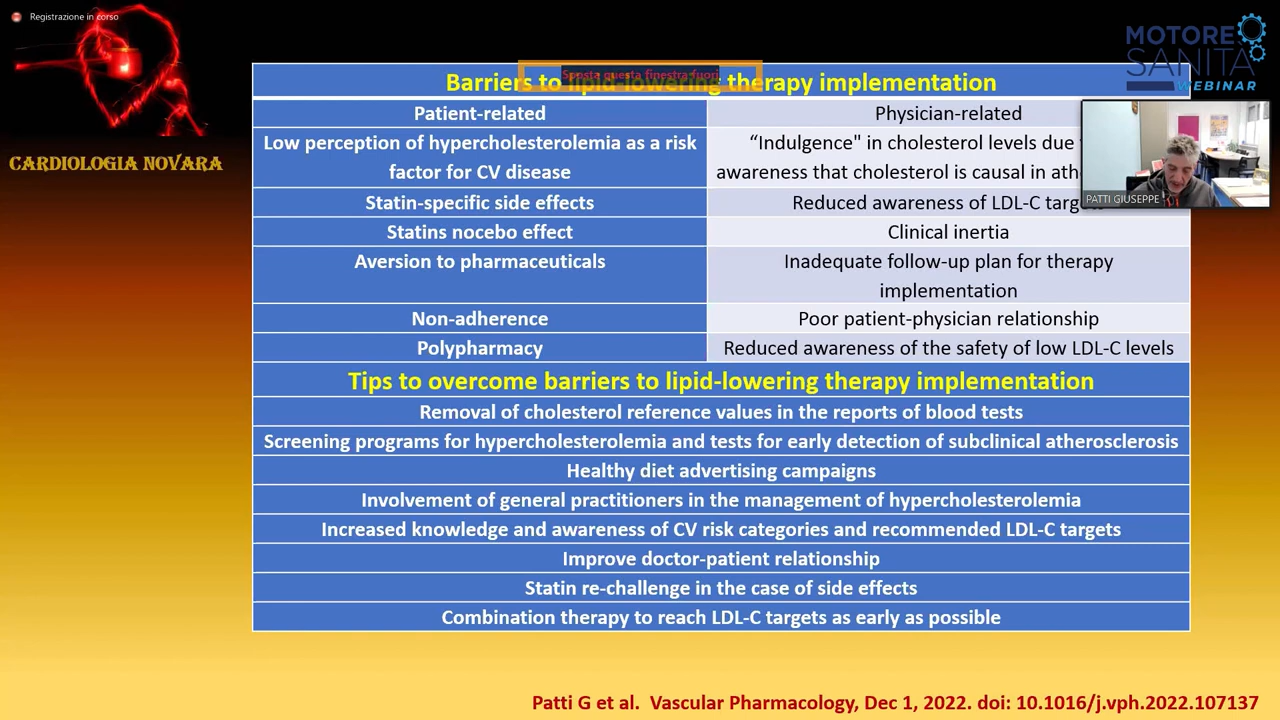 Registrazione in corso
MOTORE
SANITÀ
WEBINAR
CARDIOLOGIA NOVARA
Sposta questa finestra fuori
Barriers to lipid-lowering therapy implementation
Patient-related
Physician-related
Low perception of hypercholesterolemia as a risk
factor for CV disease
“Indulgence" in cholesterol levels due
awareness that cholesterol is causal in
PATTI GIUSEPPE
Statin-specific side effects
Reduced awareness of LDL-C
Statins nocebo effect
Clinical inertia
Aversion to pharmaceuticals
Inadequate follow-up plan for therapy
implementation
Non-adherence
Poor patient-physician relationship
Polypharmacy
Reduced awareness of the safety of low LDL-C levels
Tips to overcome barriers to lipid-lowering therapy implementation
Removal of cholesterol reference values in the reports of blood tests
Screening programs for hypercholesterolemia and tests for early detection of subclinical atherosclerosis
Healthy diet advertising campaigns
Involvement of general practitioners in the management of hypercholesterolemia
Increased knowledge and awareness of CV risk categories and recommended LDL-C targets
Improve doctor-patient relationship
Statin re-challenge in the case of side effects
Combination therapy to reach LDL-C targets as early as possible
Patti G et al. Vascular Pharmacology, Dec 1, 2022. doi: 10.1016/j.vph.2022.107137